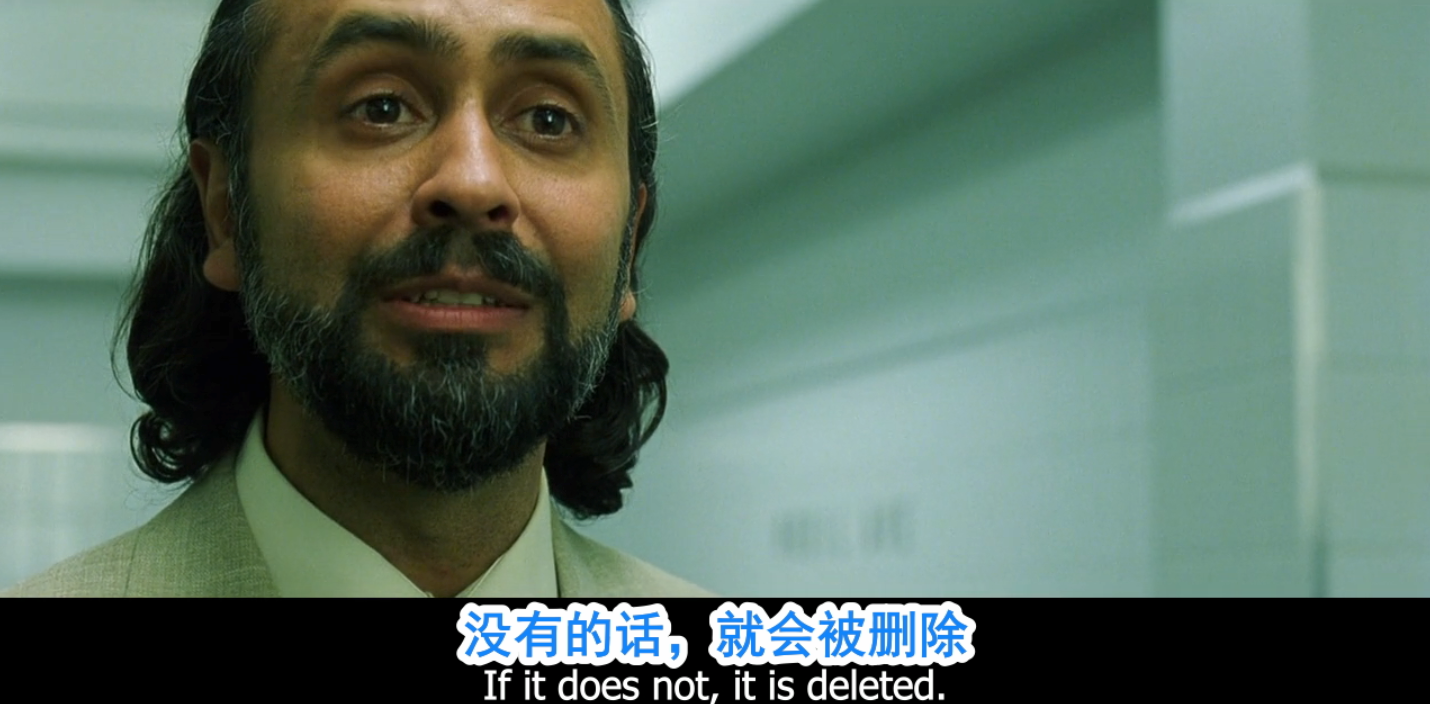 没有的话，就会被删除
If it does not, it is deleted.